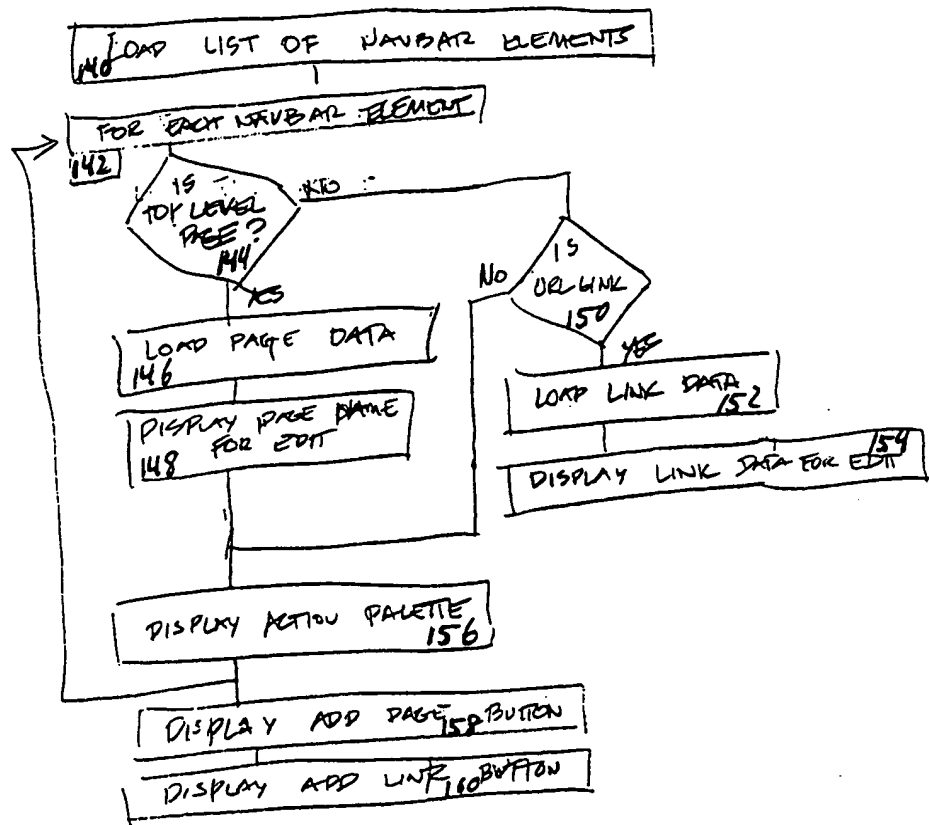 LOAD LIST OF NAVBAR ELEMENTS
140
FOR EACH NAVBAR ELEMENT
142
IS
TOP LEVEL
PAGE?
144
NO
YES
IS
URL LINK
150
No
YES
LOAD PAGE DATA
146
LOAD LINK DATA
152
DISPLAY PAGE NAME
FOR EDIT
148
154
DISPLAY LINK DATA FOR EDIT
DISPLAY ACTION PALETTE
156
DISPLAY ADD PAGE BUTTON
158
DISPLAY ADD LINK BUTTON
160